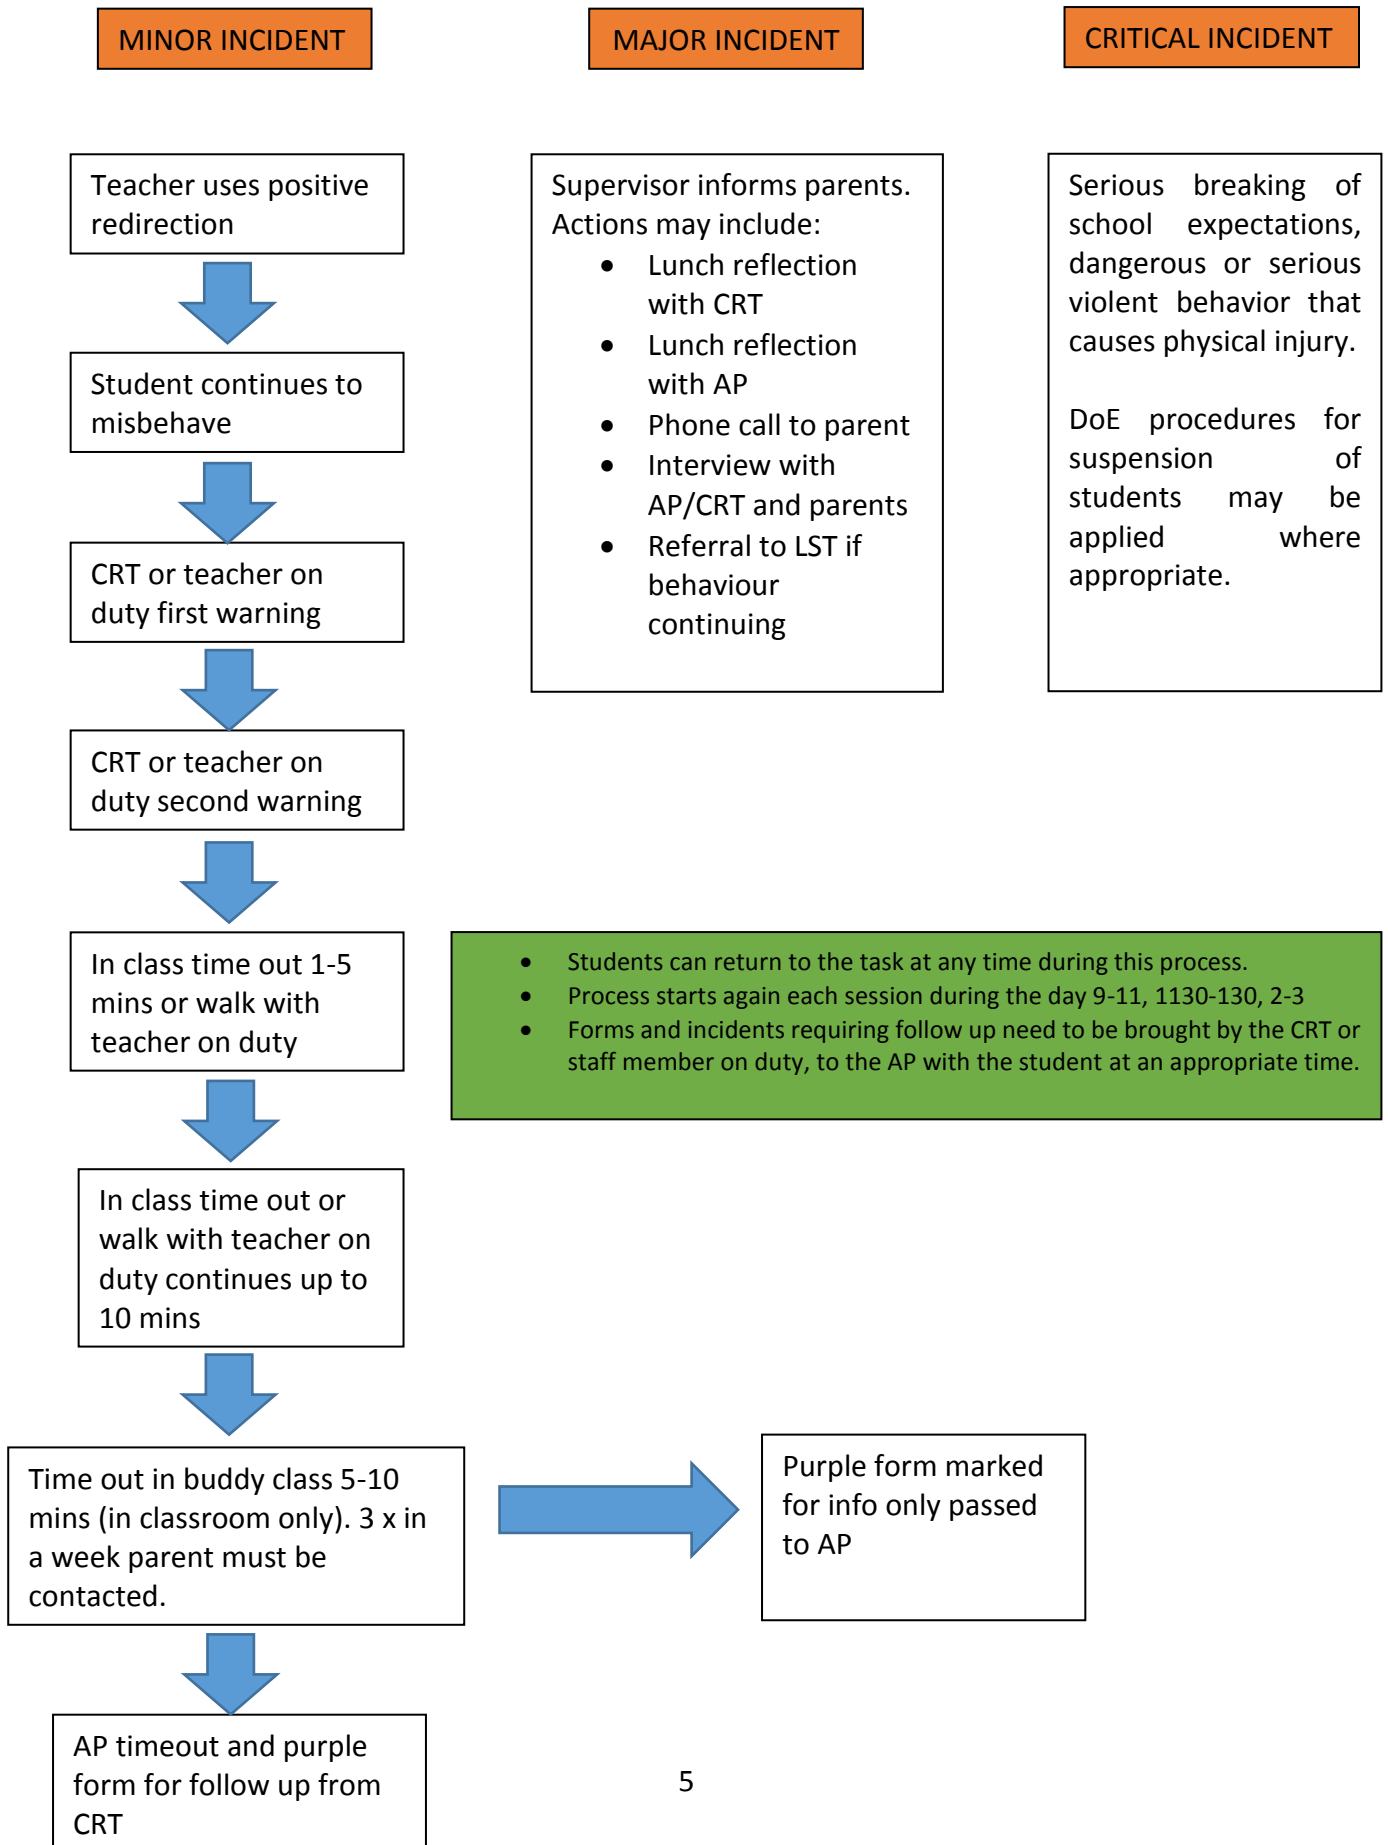 MINOR INCIDENT
MAJOR INCIDENT
CRITICAL INCIDENT
Teacher uses positive
redirection
Student continues to
misbehave
CRT or teacher on
duty first warning
CRT or teacher on
duty second warning
In class time out 1-5
mins or walk with
teacher on duty
In class time out or
walk with teacher on
duty continues up to
10 mins
Time out in buddy class 5-10
mins (in classroom only). 3 x in
a week parent must be
contacted.
AP timeout and purple
form for follow up from
CRT
Supervisor informs parents.
Actions may include:
• Lunch reflection
with CRT
• Lunch reflection
with AP
• Phone call to parent
• Interview with
AP/CRT and parents
• Referral to LST if
behaviour
continuing
Serious breaking of
school expectations,
dangerous or serious
violent behavior that
causes physical injury.
DoE procedures for
suspension of
students may be
applied where
appropriate.
• Students can return to the task at any time during this process.
• Process starts again each session during the day 9-11, 1130-130, 2-3
• Forms and incidents requiring follow up need to be brought by the CRT or
staff member on duty, to the AP with the student at an appropriate time.
Purple form marked
for info only passed
to AP
5